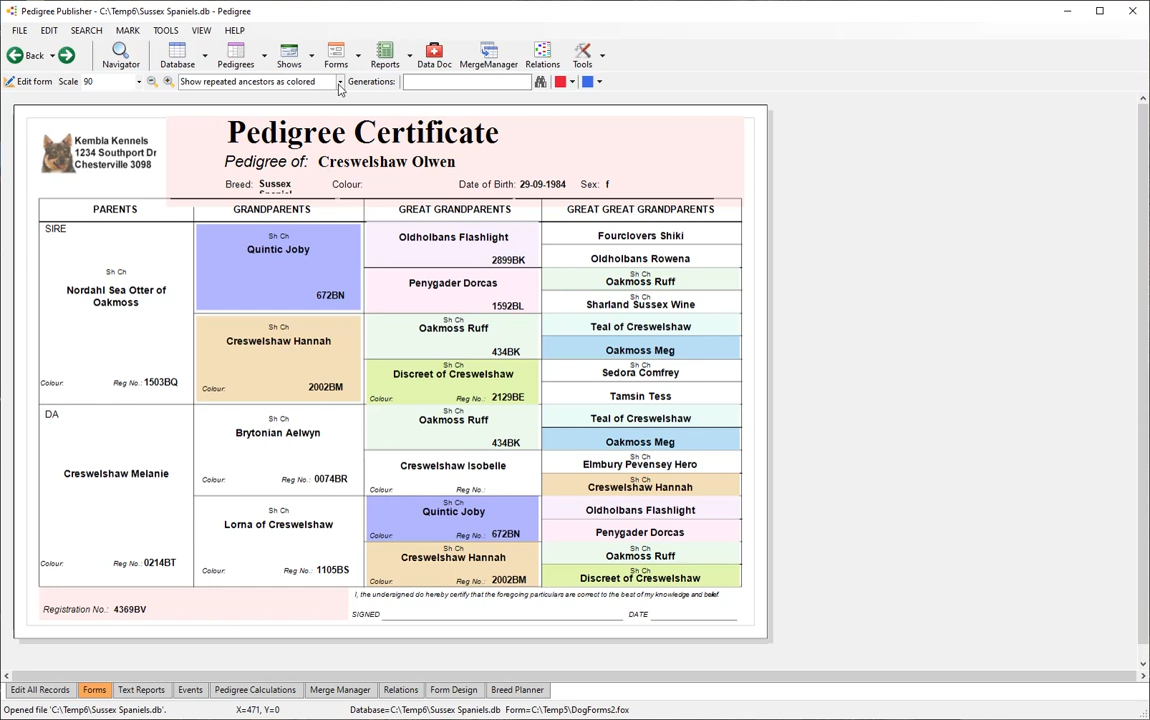 Pedigree Publisher - C:\Temp6\Sussex Spaniels.db - Pedigree
FILE EDIT SEARCH MARK TOOLS VIEW HELP
Back Navigator Database Pedigrees Shows Forms Reports Data Doc MergeManager Relations Tools
Edit form Scale 90 Show repeated ancestors as colored Generations:
Kembla Kennels
1234 Southport Dr
Chesterville 3098
Pedigree Certificate
Pedigree of: Creswelshaw Olwen
Breed: Sussex Spaniel Colour: Date of Birth: 29-09-1984 Sex: f
PARENTS GRANDPARENTS GREAT GRANDPARENTS GREAT GREAT GRANDPARENTS
SIRE
Sh Ch
Nordahl Sea Otter of
Oakmoss
Colour: Reg No.: 1503BQ
DA
Creswelshaw Melanie
Colour: Reg No.: 0214BT
Sh Ch
Quintic Joby
672BN
Sh Ch
Creswelshaw Hannah
Colour: 2002BM
Sh Ch
Brytonian Aelwyn
Colour: Reg No.: 0074BR
Sh Ch
Lorna of Creswelshaw
Colour: Reg No.: 1105BS
Oldholbans Flashlight
2899BK
Penygader Dorcas
1592BL
Sh Ch
Oakmoss Ruff
434BK
Sh Ch
Discreet of Creswelshaw
Colour: Reg No.: 2129BE
Sh Ch
Oakmoss Ruff
434BK
Creswelshaw Isobelle
Colour: Reg No.:
Sh Ch
Quintic Joby
Colour: Reg No.: 672BN
Sh Ch
Creswelshaw Hannah
Colour: Reg No.: 2002BM
Fourclovers Shiki
Oldholbans Rowena
Sh Ch
Oakmoss Ruff
Sh Ch
Sharland Sussex Wine
Teal of Creswelshaw
Oakmoss Meg
Sh Ch
Sedora Comfrey
Tamsin Tess
Teal of Creswelshaw
Oakmoss Meg
Sh Ch
Elmbury Pevensey Hero
Sh Ch
Creswelshaw Hannah
Oldholbans Flashlight
Penygader Dorcas
Sh Ch
Oakmoss Ruff
Sh Ch
Discreet of Creswelshaw
I, the undersigned do hereby certify that the foregoing particulars are correct to the best of my knowledge and belief.
Registration No.: 4369BV
SIGNED DATE
Edit All Records Forms Text Reports Events Pedigree Calculations Merge Manager Relations Form Design Breed Planner
Opened file 'C:\Temp6\Sussex Spaniels.db'. X=471, Y=0 Database=C:\Temp6\Sussex Spaniels.db Form=C:\Temp5\DogForms2.fox